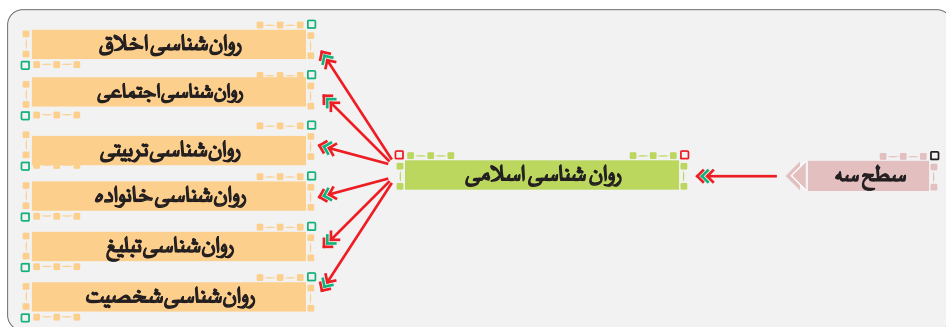 سطح سه
روان شناسی اسلامی
روان شناسی اخلاق
روان شناسی اجتماعی
روان شناسی تربیتی
روان شناسی خانواده
روان شناسی تبلیغ
روان شناسی شخصیت